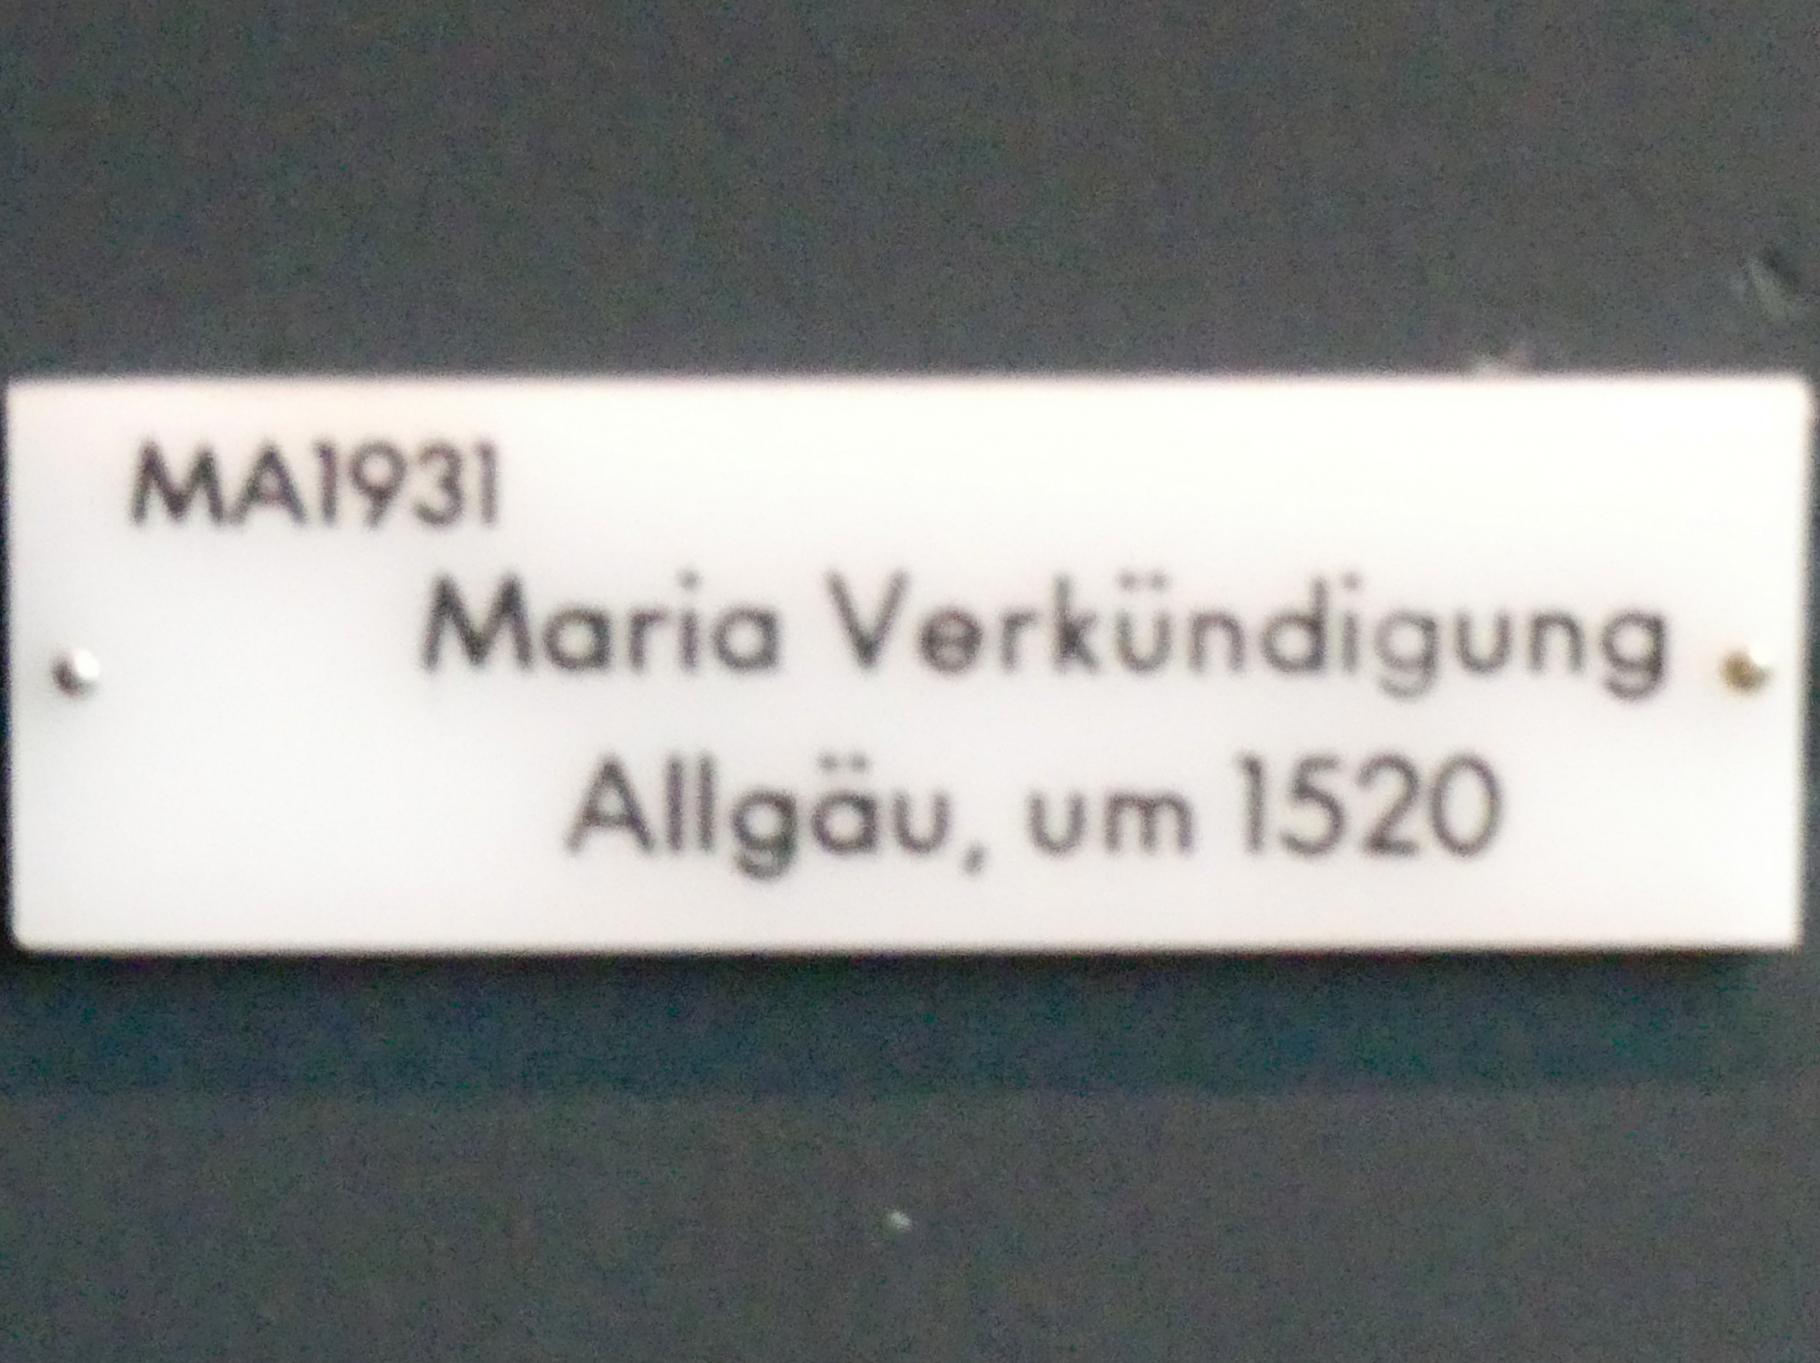 MA1931
Maria Verkündigung
Allgäu, um 1520